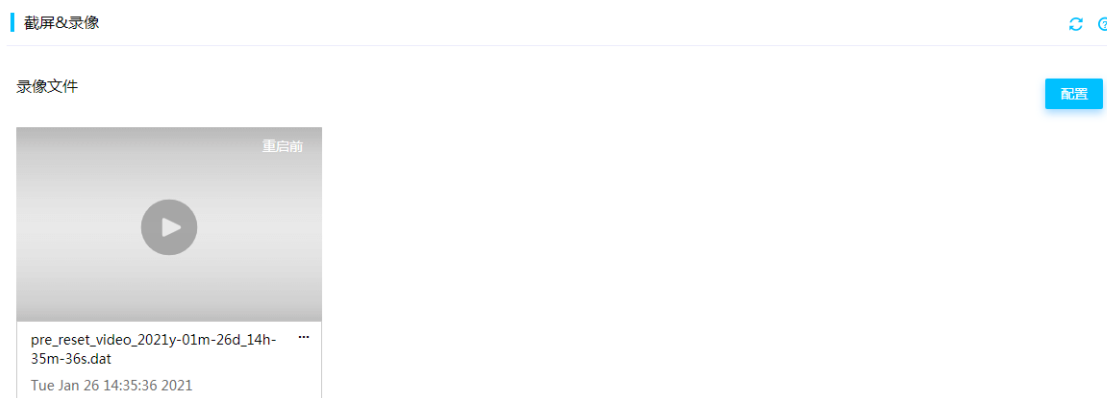 截屏&录像
录像文件
配置
重启前
pre_reset_video_2021y-01m-26d_14h-
35m-36s.dat
Tue Jan 26 14:35:36 2021